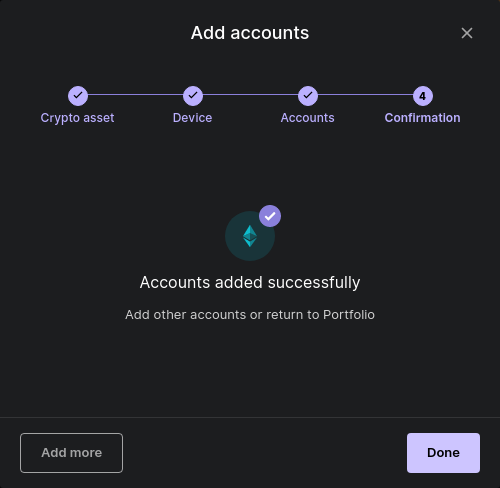 Add accounts
4
Crypto asset
Device
Accounts
Confirmation
Accounts added successfully
Add other accounts or return to Portfolio
Add more
Done